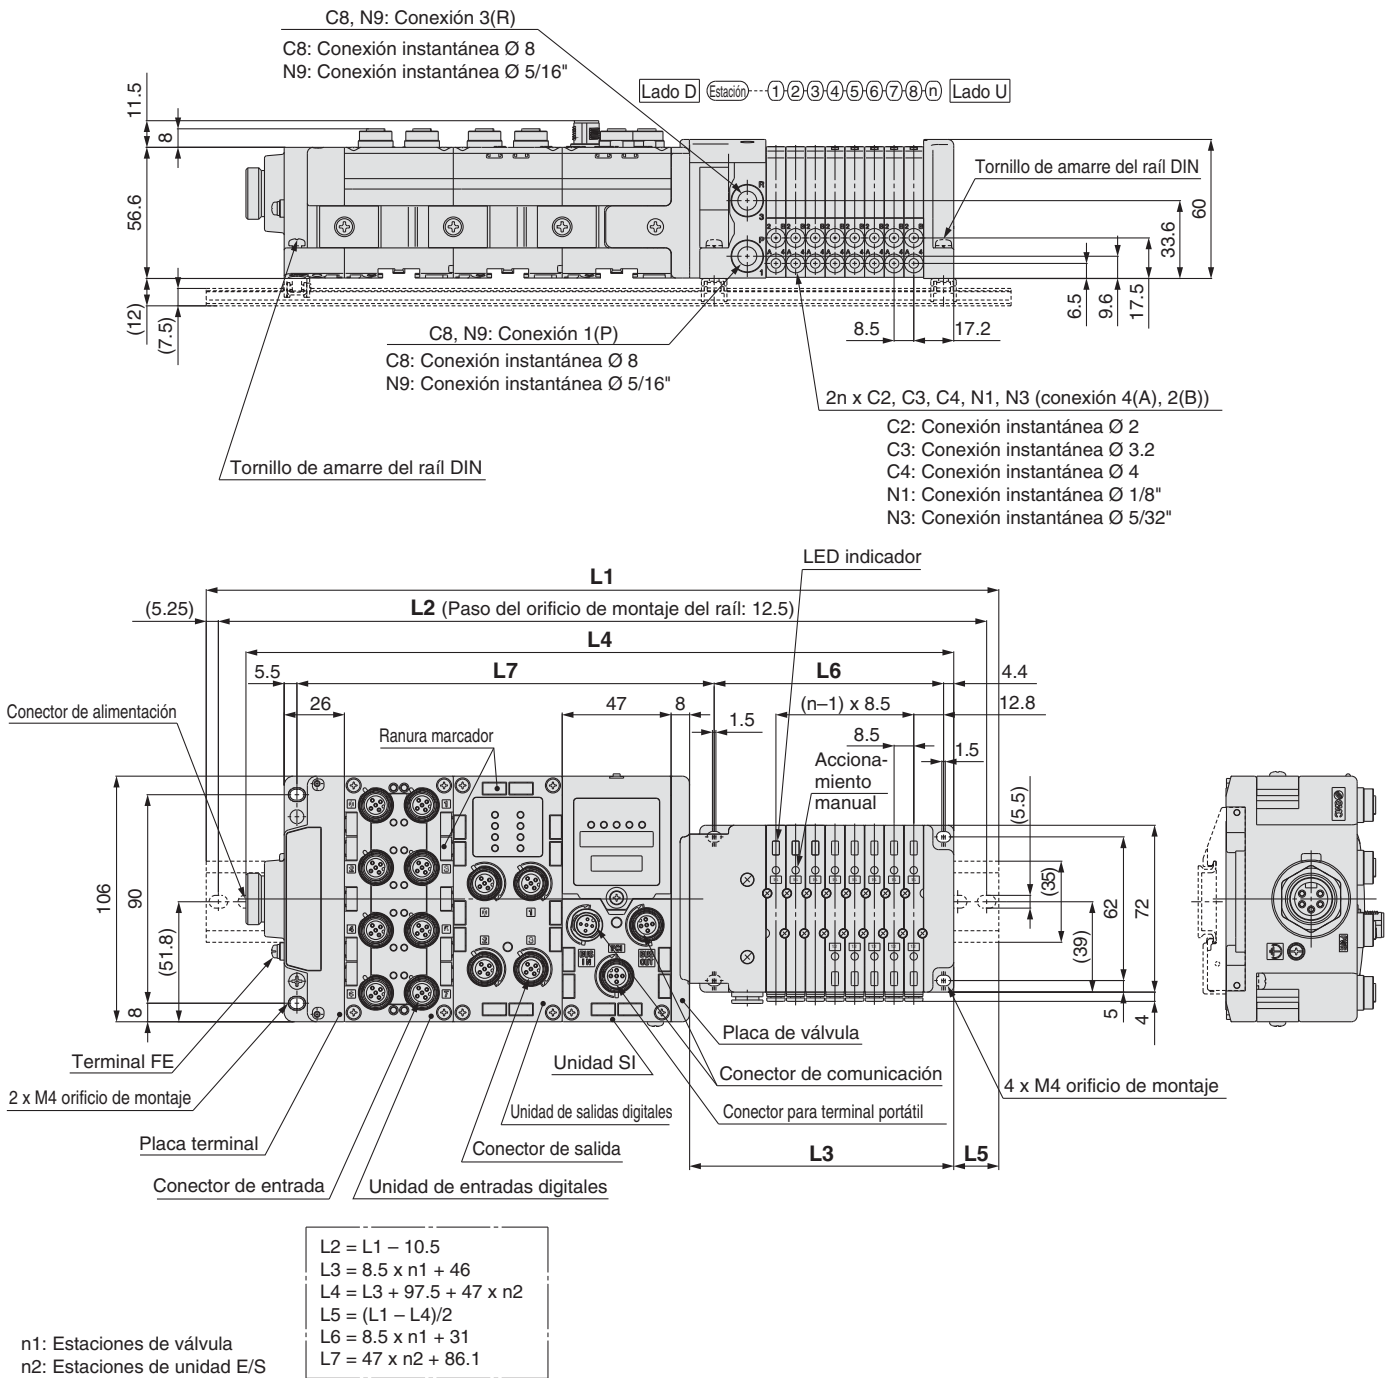 C8, N9: Conexión 3(R)
C8: Conexión instantánea Ø 8
N9: Conexión instantánea Ø 5/16"
Lado D Estación 1 2 3 4 5 6 7 8 n Lado U
11.5
8
56.6
(12)
(7.5)
Tornillo de amarre del raíl DIN
60
33.6
17.5
9.6
6.5
8.5
17.2
C8, N9: Conexión 1(P)
C8: Conexión instantánea Ø 8
N9: Conexión instantánea Ø 5/16"
2n x C2, C3, C4, N1, N3 (conexión 4(A), 2(B))
C2: Conexión instantánea Ø 2
C3: Conexión instantánea Ø 3.2
C4: Conexión instantánea Ø 4
N1: Conexión instantánea Ø 1/8"
N3: Conexión instantánea Ø 5/32"
Tornillo de amarre del raíl DIN
LED indicador
L1
(5.25)
L2 (Paso del orificio de montaje del raíl: 12.5)
L4
5.5
L7
L6
4.4
26
47
8
(n–1) x 8.5
12.8
Conector de alimentación
Ranura marcador
1.5
8.5
1.5
Acciona-
miento
manual
(5.5)
106
90
(51.8)
8
(35)
62
72
(39)
5
4
BUS IN
PCI
BUS OUT
SMC
Terminal FE
2 x M4 orificio de montaje
Placa terminal
Conector de entrada
Unidad de entradas digitales
Conector de salida
Unidad de salidas digitales
Unidad SI
Placa de válvula
Conector de comunicación
Conector para terminal portátil
4 x M4 orificio de montaje
L3
L5
L2 = L1 – 10.5
L3 = 8.5 x n1 + 46
L4 = L3 + 97.5 + 47 x n2
L5 = (L1 – L4)/2
L6 = 8.5 x n1 + 31
L7 = 47 x n2 + 86.1
n1: Estaciones de válvula
n2: Estaciones de unidad E/S